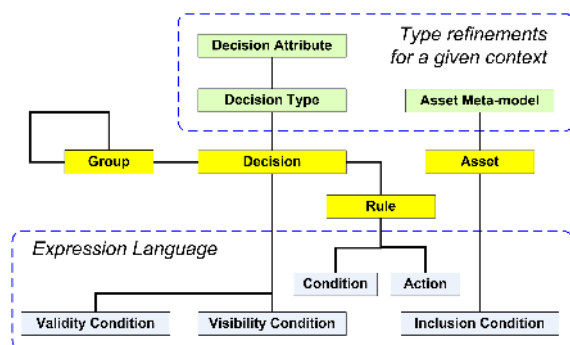 Type refinements
for a given context
Decision Attribute
Decision Type
Asset Meta-model
Group
Decision
Asset
Rule
Expression Language
Condition
Action
Validity Condition
Visibility Condition
Inclusion Condition